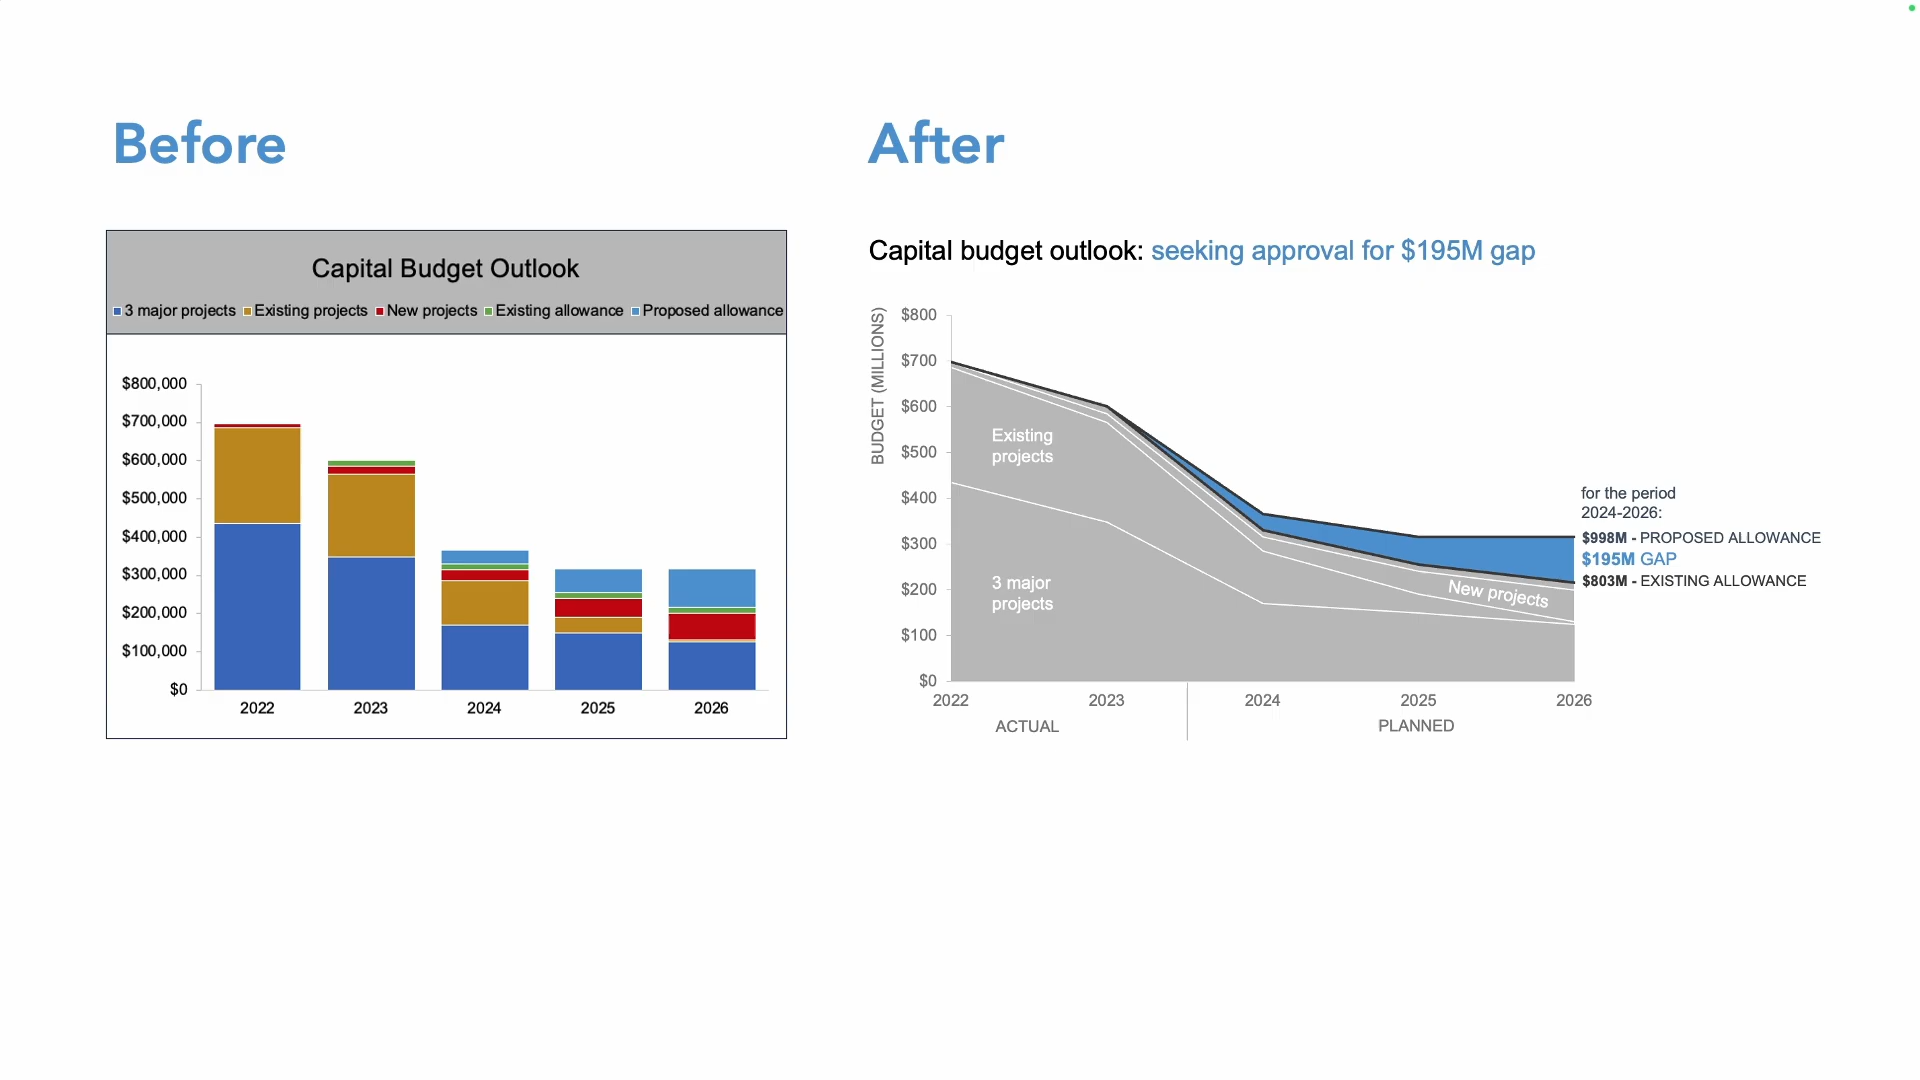 Before
Capital Budget Outlook
3 major projects Existing projects New projects Existing allowance Proposed allowance
$800,000
$700,000
$600,000
$500,000
$400,000
$300,000
$200,000
$100,000
$0
2022 2023 2024 2025 2026
After
Capital budget outlook: seeking approval for $195M gap
BUDGET (MILLIONS)
$800
$700
$600
$500
$400
$300
$200
$100
$0
Existing
projects
3 major
projects
New projects
for the period
2024-2026:
$998M - PROPOSED ALLOWANCE
$195M GAP
$803M - EXISTING ALLOWANCE
2022 2023 2024 2025 2026
ACTUAL PLANNED